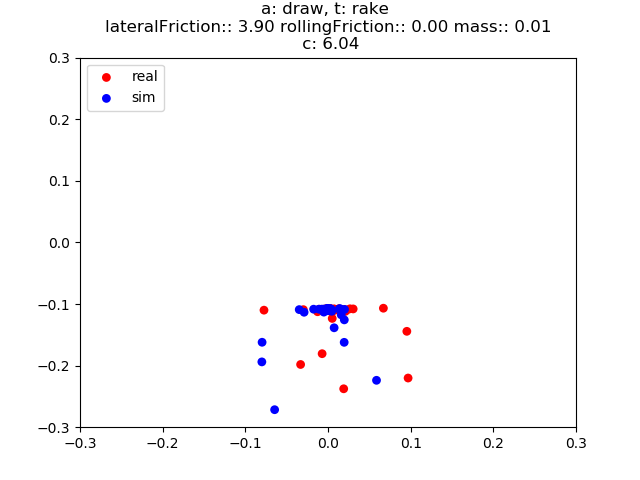 a: draw, t: rake
lateralFriction:: 3.90 rollingFriction:: 0.00 mass:: 0.01
c: 6.04
real
sim
0.3
0.2
0.1
0.0
−0.1
−0.2
−0.3
−0.3 −0.2 −0.1 0.0 0.1 0.2 0.3